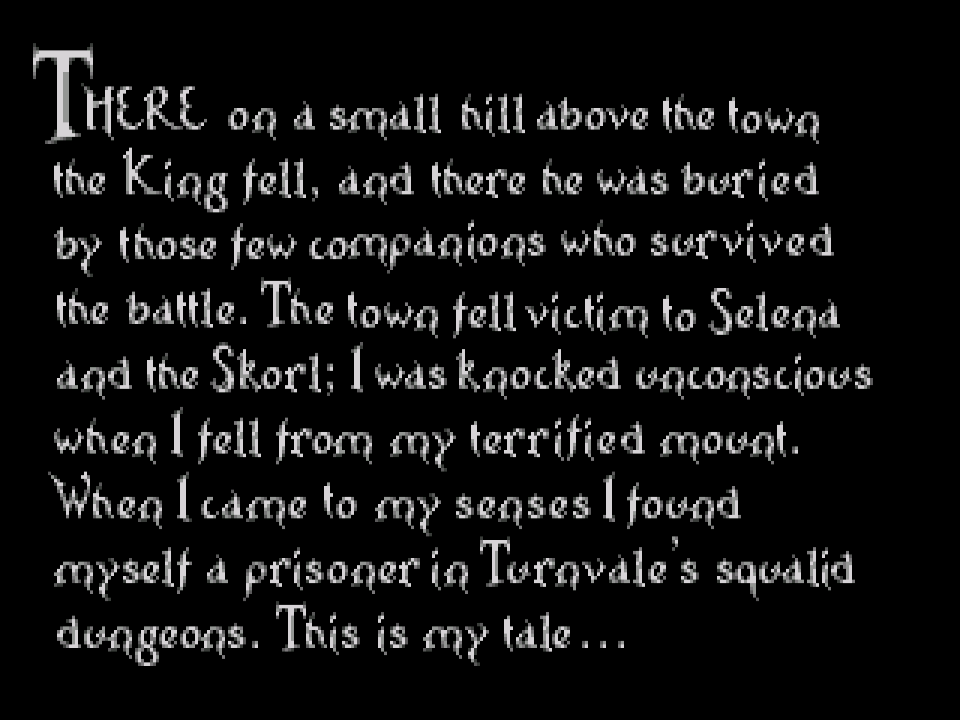 THERE on a small hill above the town
the King fell, and there he was buried
by those few companions who survived
the battle. The town fell victim to Selena
and the Skorl; I was knocked unconscious
when I fell from my terrified mount.
When I came to my senses I found
myself a prisoner in Turnvale's squalid
dungeons. This is my tale...